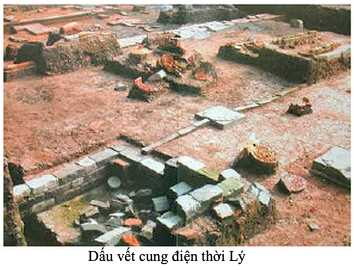 Dấu vết cung điện thời Lý